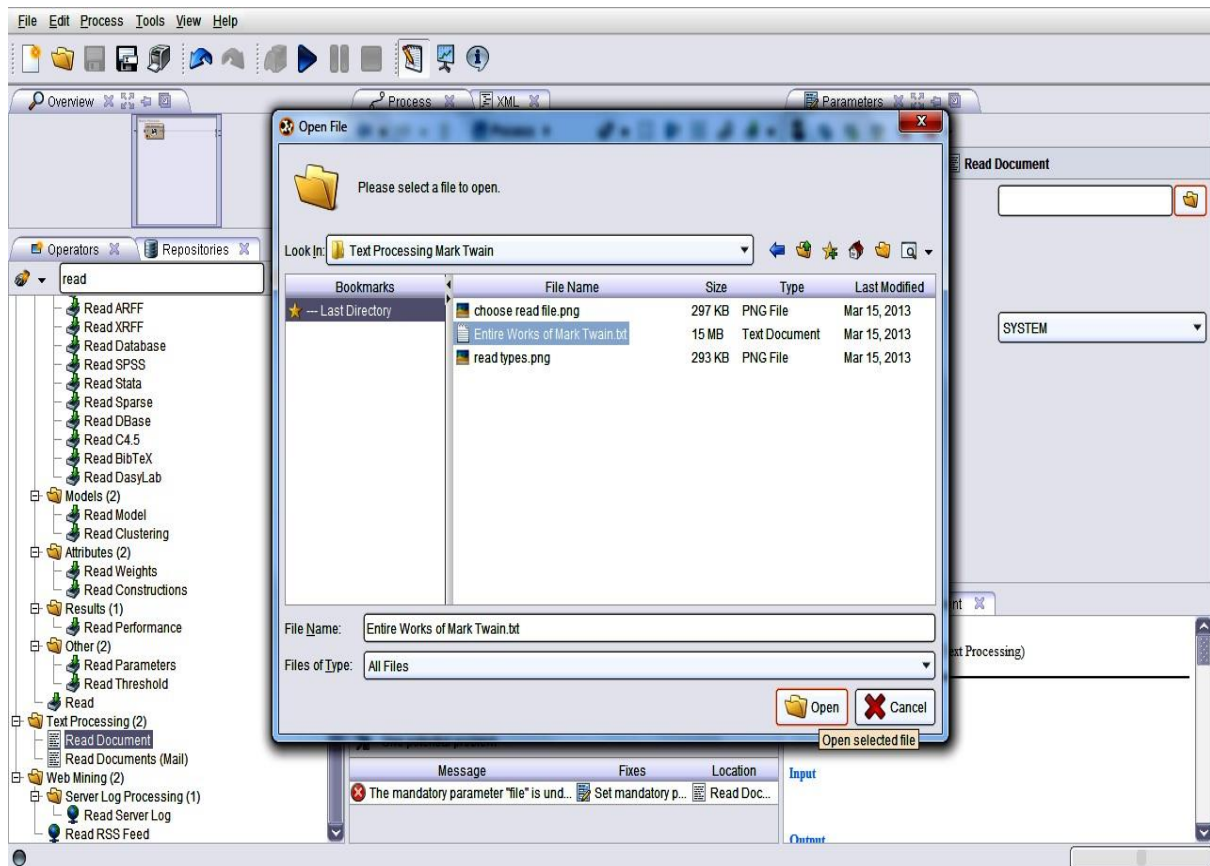 File Edit Process Tools View Help
Overview
Process
XML
Parameters
Open File
Read Document
Please select a file to open.
Operators
Repositories
Look In:
Text Processing Mark Twain
read
Bookmarks
File Name
Size
Type
Last Modified
--- Last Directory
choose read file.png 297 KB PNG File Mar 15, 2013
Entire Works of Mark Twain.txt 15 MB Text Document Mar 15, 2013
read types.png 293 KB PNG File Mar 15, 2013
SYSTEM
Read ARFF
Read XRFF
Read Database
Read SPSS
Read Stata
Read Sparse
Read DBase
Read C4.5
Read BibTeX
Read DasyLab
Models (2)
Read Model
Read Clustering
Attributes (2)
Read Weights
Read Constructions
Results (1)
Read Performance
Other (2)
Read Parameters
Read Threshold
Read
Text Processing (2)
Read Document
Read Documents (Mail)
Web Mining (2)
Server Log Processing (1)
Read Server Log
Read RSS Feed
File Name: Entire Works of Mark Twain.txt
Files of Type: All Files
Open
Cancel
Open selected file
nt
ext Processing)
Message Fixes Location
The mandatory parameter "file" is und... Set mandatory p... Read Doc...
Input
Output